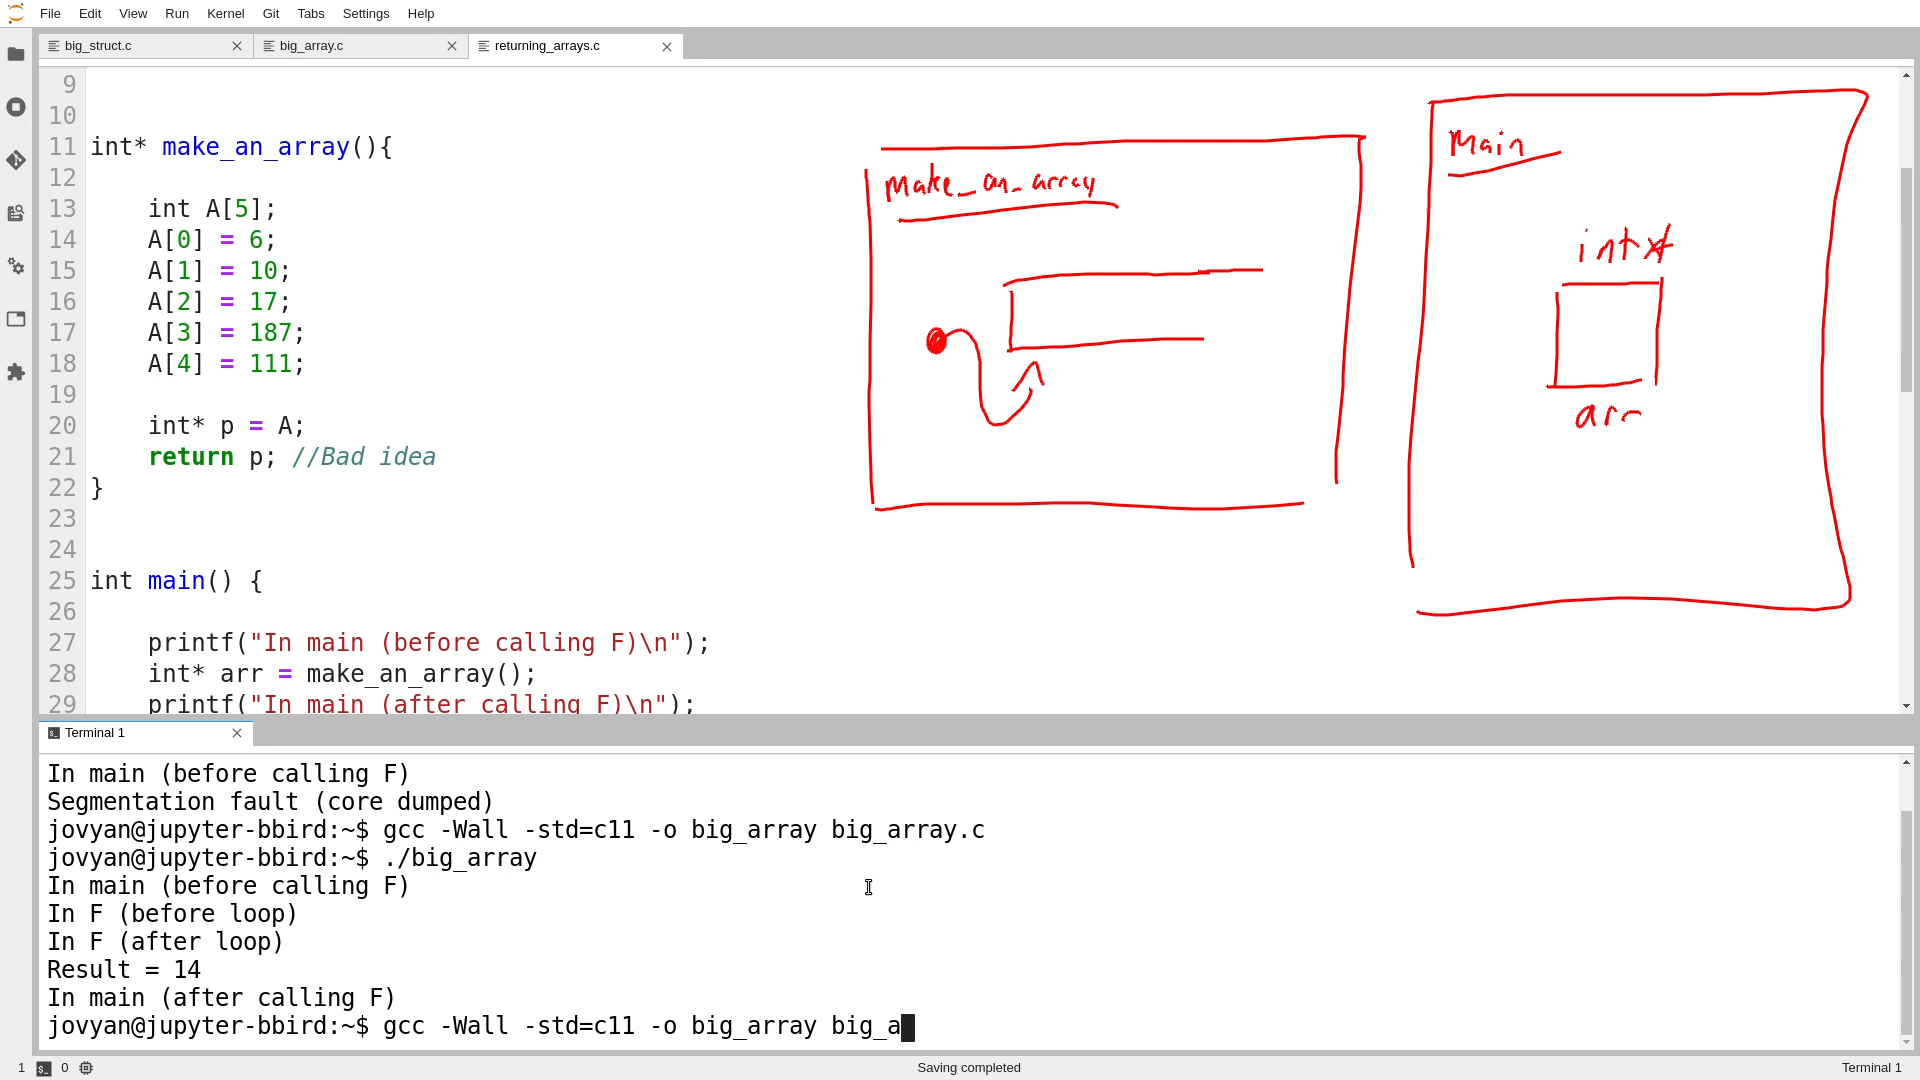 File Edit View Run Kernel Git Tabs Settings Help
big_struct.c big_array.c returning_arrays.c
9
10
11 int* make_an_array(){
12
13 int A[5];
14 A[0] = 6;
15 A[1] = 10;
16 A[2] = 17;
17 A[3] = 187;
18 A[4] = 111;
19
20 int* p = A;
21 return p; //Bad idea
22 }
23
24
25 int main() {
26
27 printf("In main (before calling F)\n");
28 int* arr = make_an_array();
29 printf("In main (after calling F)\n");
make_an_array
Main
int*
arr
Terminal 1
In main (before calling F)
Segmentation fault (core dumped)
jovyan@jupyter-bbird:~$ gcc -Wall -std=c11 -o big_array big_array.c
jovyan@jupyter-bbird:~$ ./big_array
In main (before calling F)
In F (before loop)
In F (after loop)
Result = 14
In main (after calling F)
jovyan@jupyter-bbird:~$ gcc -Wall -std=c11 -o big_array big_a
1 $_ 0 Saving completed Terminal 1